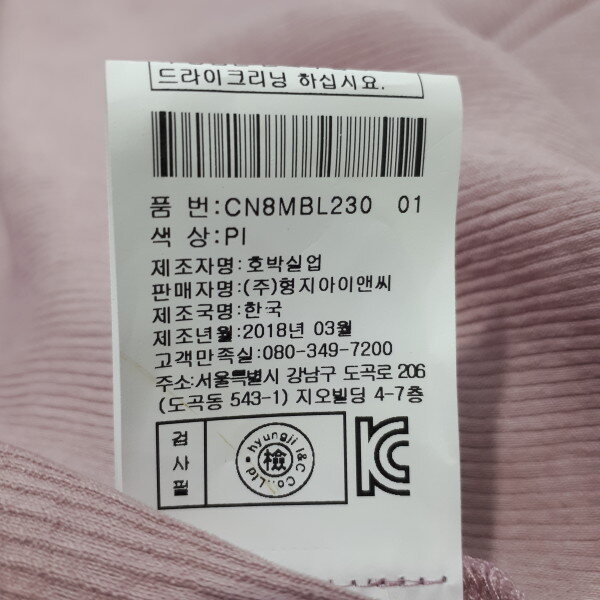 드라이크리닝 하십시요.
품 번:CN8MBL230 01
색 상:PI
제조자명:호박실업
판매자명:(주)형지아이앤씨
제조국명:한국
제조년월:2018년 03월
고객만족실:080-349-7200
주소:서울특별시 강남구 도곡로 206
(도곡동 543-1) 지오빌딩 4-7층
검사필
hyungji I&C Co.,Ltd
檢
KC